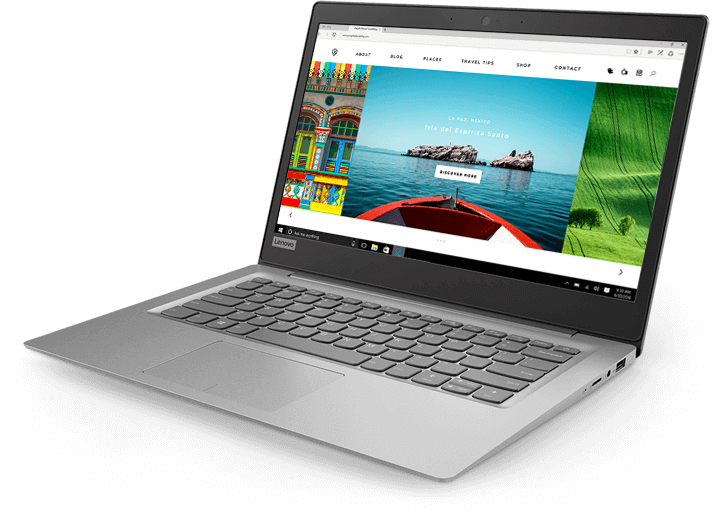 ABOUT
BLOG
PLACES
TRAVEL TIPS
SHOP
CONTACT
LA PAZ, MEXICO
Isla del Espiritu Santo
DISCOVER MORE
Ask me anything
Lenovo